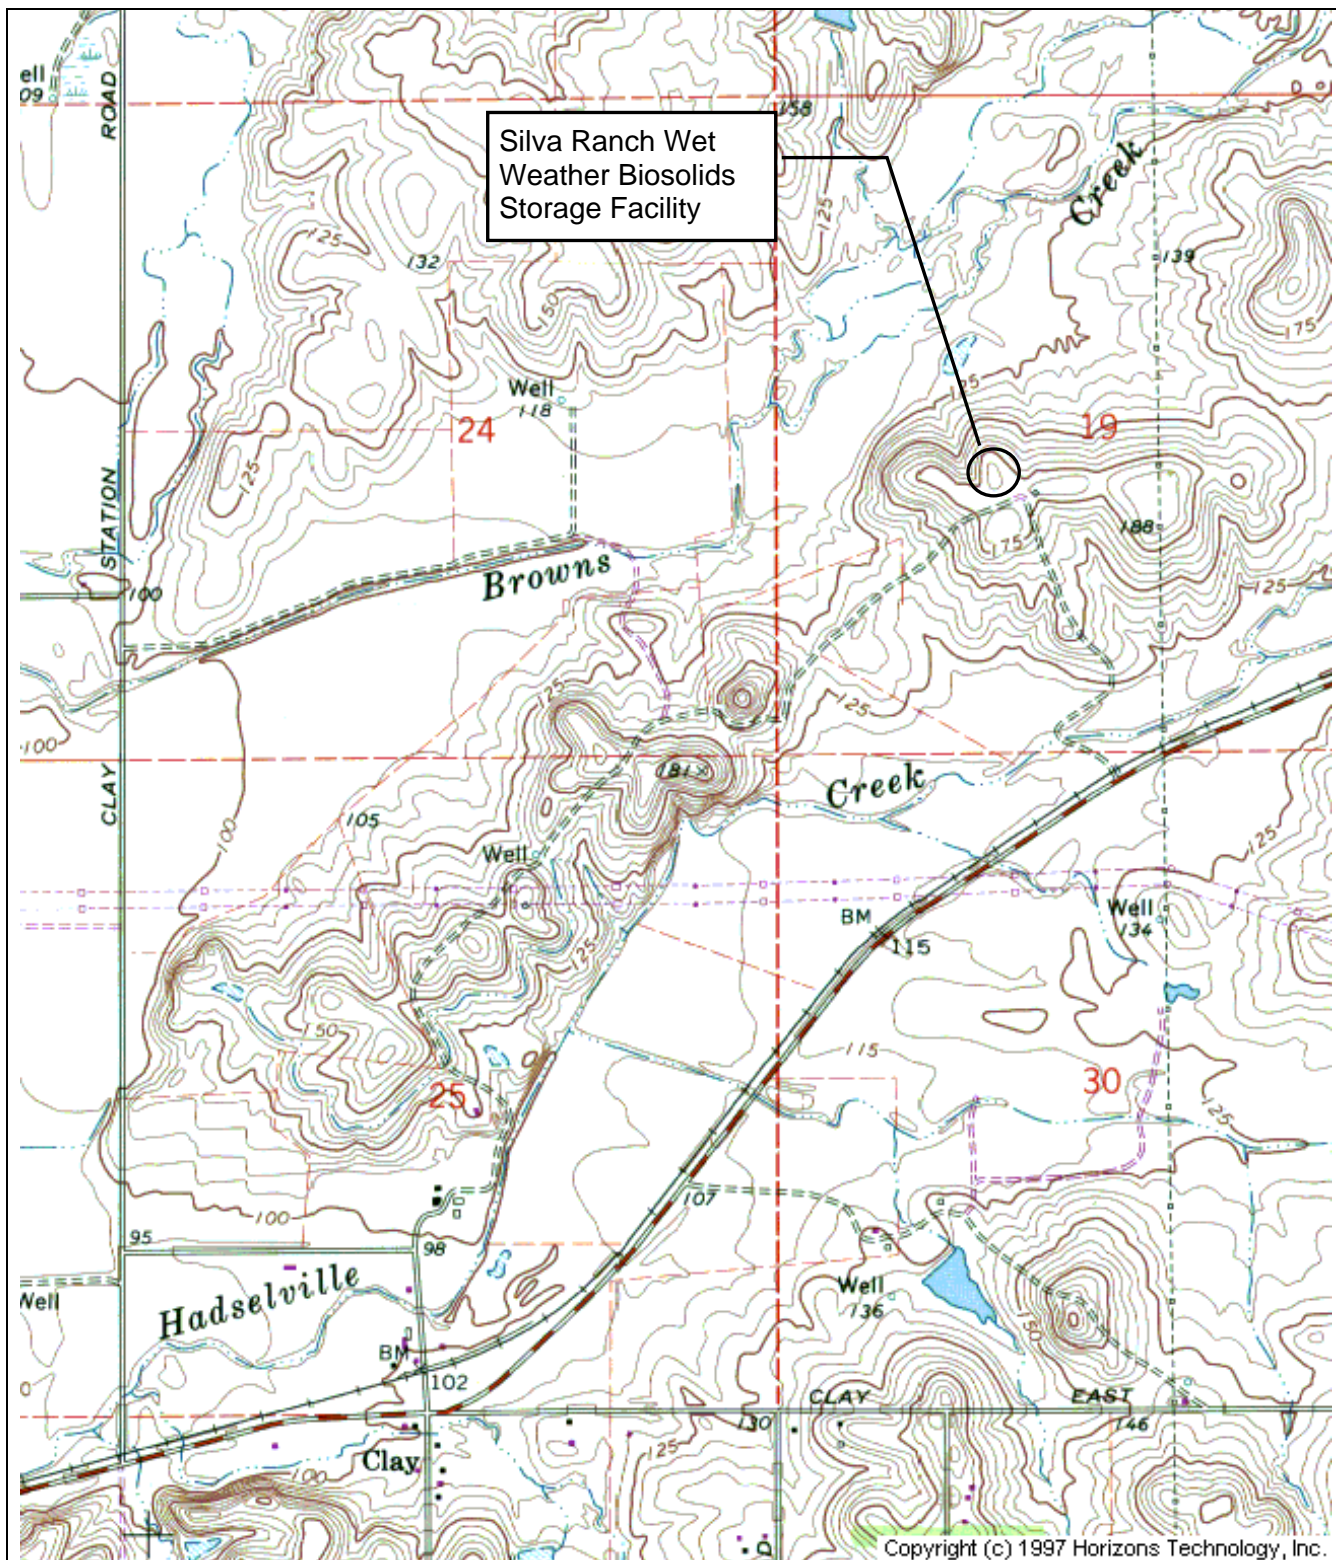 ell
09
ROAD
158
Silva Ranch Wet
Weather Biosolids
Storage Facility
125
Creek
125
132
139
150
175
125
Well
118
24
19
125
STATION
188
175
Browns
100
125
125
125
100
181
CLAY
Creek
105
100
Well
125
BM
115
Well
134
125
150
115
25
30
125
107
100
95
98
Well
Hadselville
Well
136
150
BM
102
CLAY
EAST
130
146
125
Clay
100
D
Copyright (c) 1997 Horizons Technology, Inc.